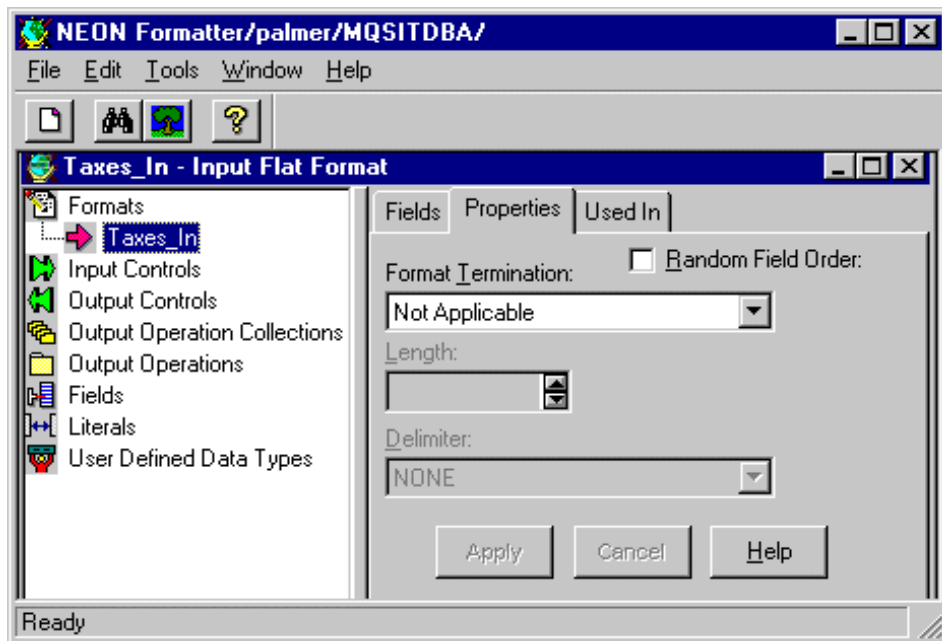 NEON Formatter/palmer/MQSITDBA/
File Edit Tools Window Help
Taxes_In - Input Flat Format
Formats
Taxes_In
Input Controls
Output Controls
Output Operation Collections
Output Operations
Fields
Literals
User Defined Data Types
Fields Properties Used In
Random Field Order:
Format Termination:
Not Applicable
Length:
Delimiter:
NONE
Apply Cancel Help
Ready